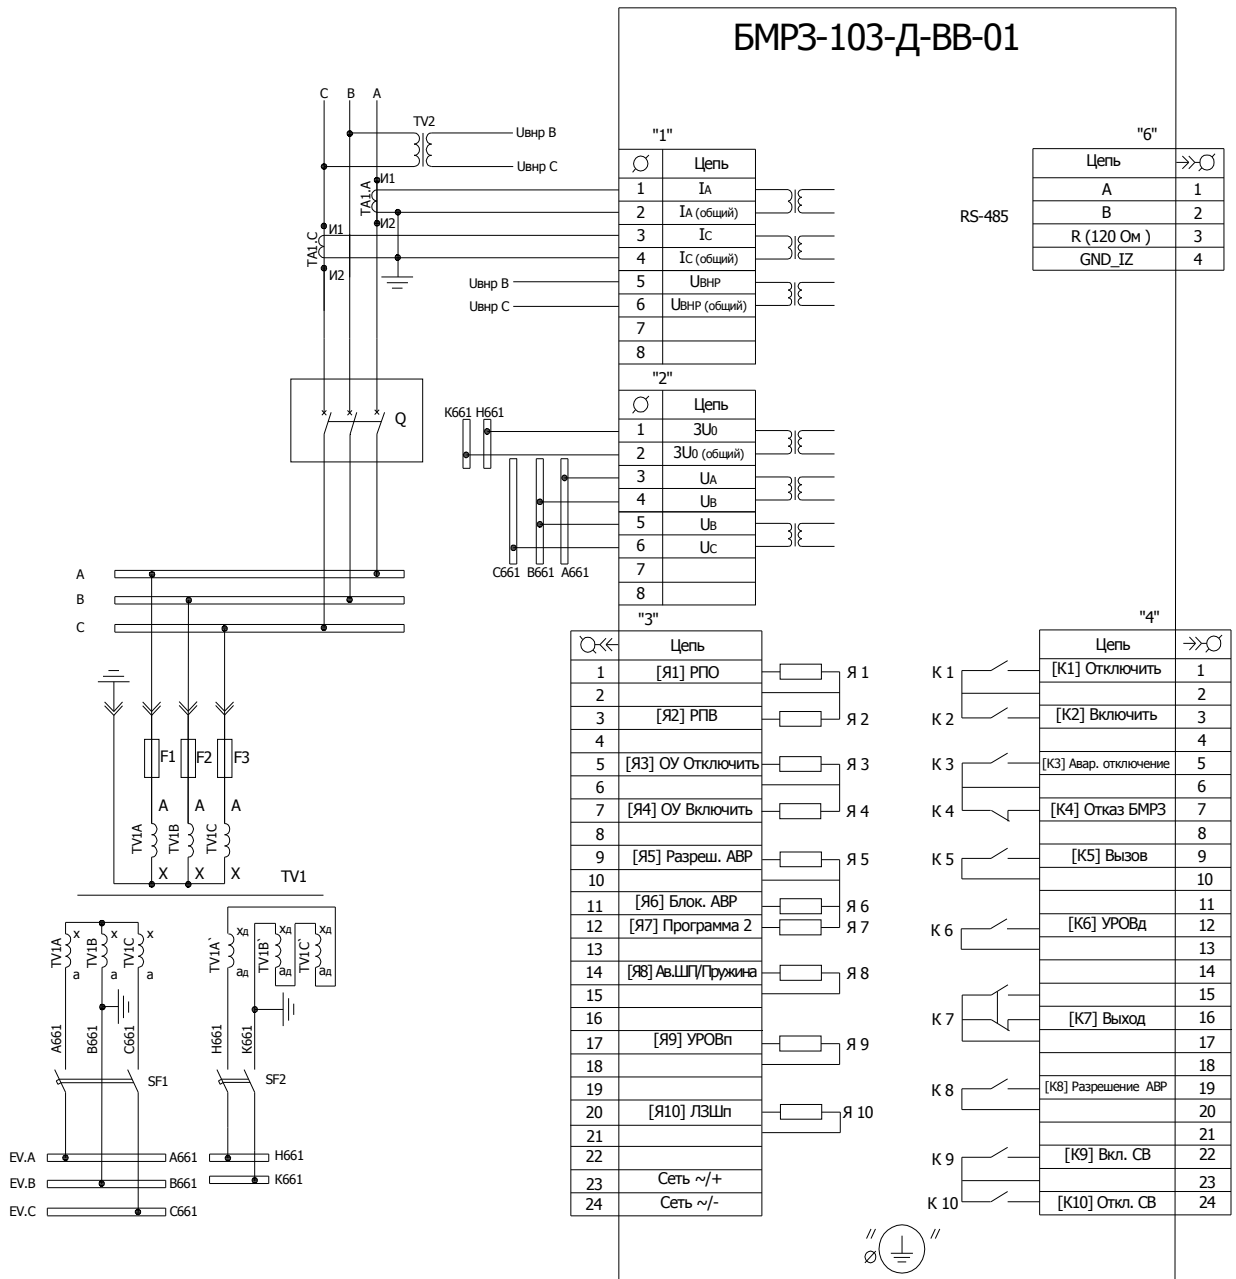 БМРЗ-103-Д-ВВ-01
C B A
TV2
Uвнр В
Uвнр С
TA1.A
И1
И2
TA1.C
И1
И2
"1"
Цепь
1 IA
2 IA (общий)
3 IC
4 IC (общий)
5 UВНР
6 UВНР (общий)
7
8
Uвнр В
Uвнр С
"6"
Цепь
RS-485
A 1
B 2
R (120 Ом ) 3
GND_IZ 4
Q
"2"
Цепь
1 3U0
2 3U0 (общий)
3 UA
4 UB
5 UB
6 UC
7
8
К661 Н661
С661 В661 А661
A
B
C
F1 F2 F3
A A A
TV1A TV1B TV1C
X X X
TV1
TV1A TV1B TV1C
x x x
a a a
TV1A` TV1B` TV1C`
хд хд хд
ад ад ад
A661 B661 C661
H661 K661
SF1
SF2
EV.A A661
EV.B B661
EV.C C661
H661
K661
"3"
Цепь
1 [Я1] РПО Я 1
2
3 [Я2] РПВ Я 2
4
5 [Я3] ОУ Отключить Я 3
6
7 [Я4] ОУ Включить Я 4
8
9 [Я5] Разреш. АВР Я 5
10
11 [Я6] Блок. АВР Я 6
12 [Я7] Программа 2 Я 7
13
14 [Я8] Ав.ШП/Пружина Я 8
15
16
17 [Я9] УРОВп Я 9
18
19
20 [Я10] ЛЗШп Я 10
21
22
23 Сеть ~/+
24 Сеть ~/-
"4"
Цепь
К 1 [К1] Отключить 1
2
К 2 [К2] Включить 3
4
К 3 [К3] Авар. отключение 5
6
К 4 [К4] Отказ БМРЗ 7
8
К 5 [К5] Вызов 9
10
11
К 6 [К6] УРОВд 12
13
14
15
К 7 [К7] Выход 16
17
18
К 8 [К8] Разрешение АВР 19
20
21
К 9 [К9] Вкл. СВ 22
23
К 10 [К10] Откл. СВ 24
" "